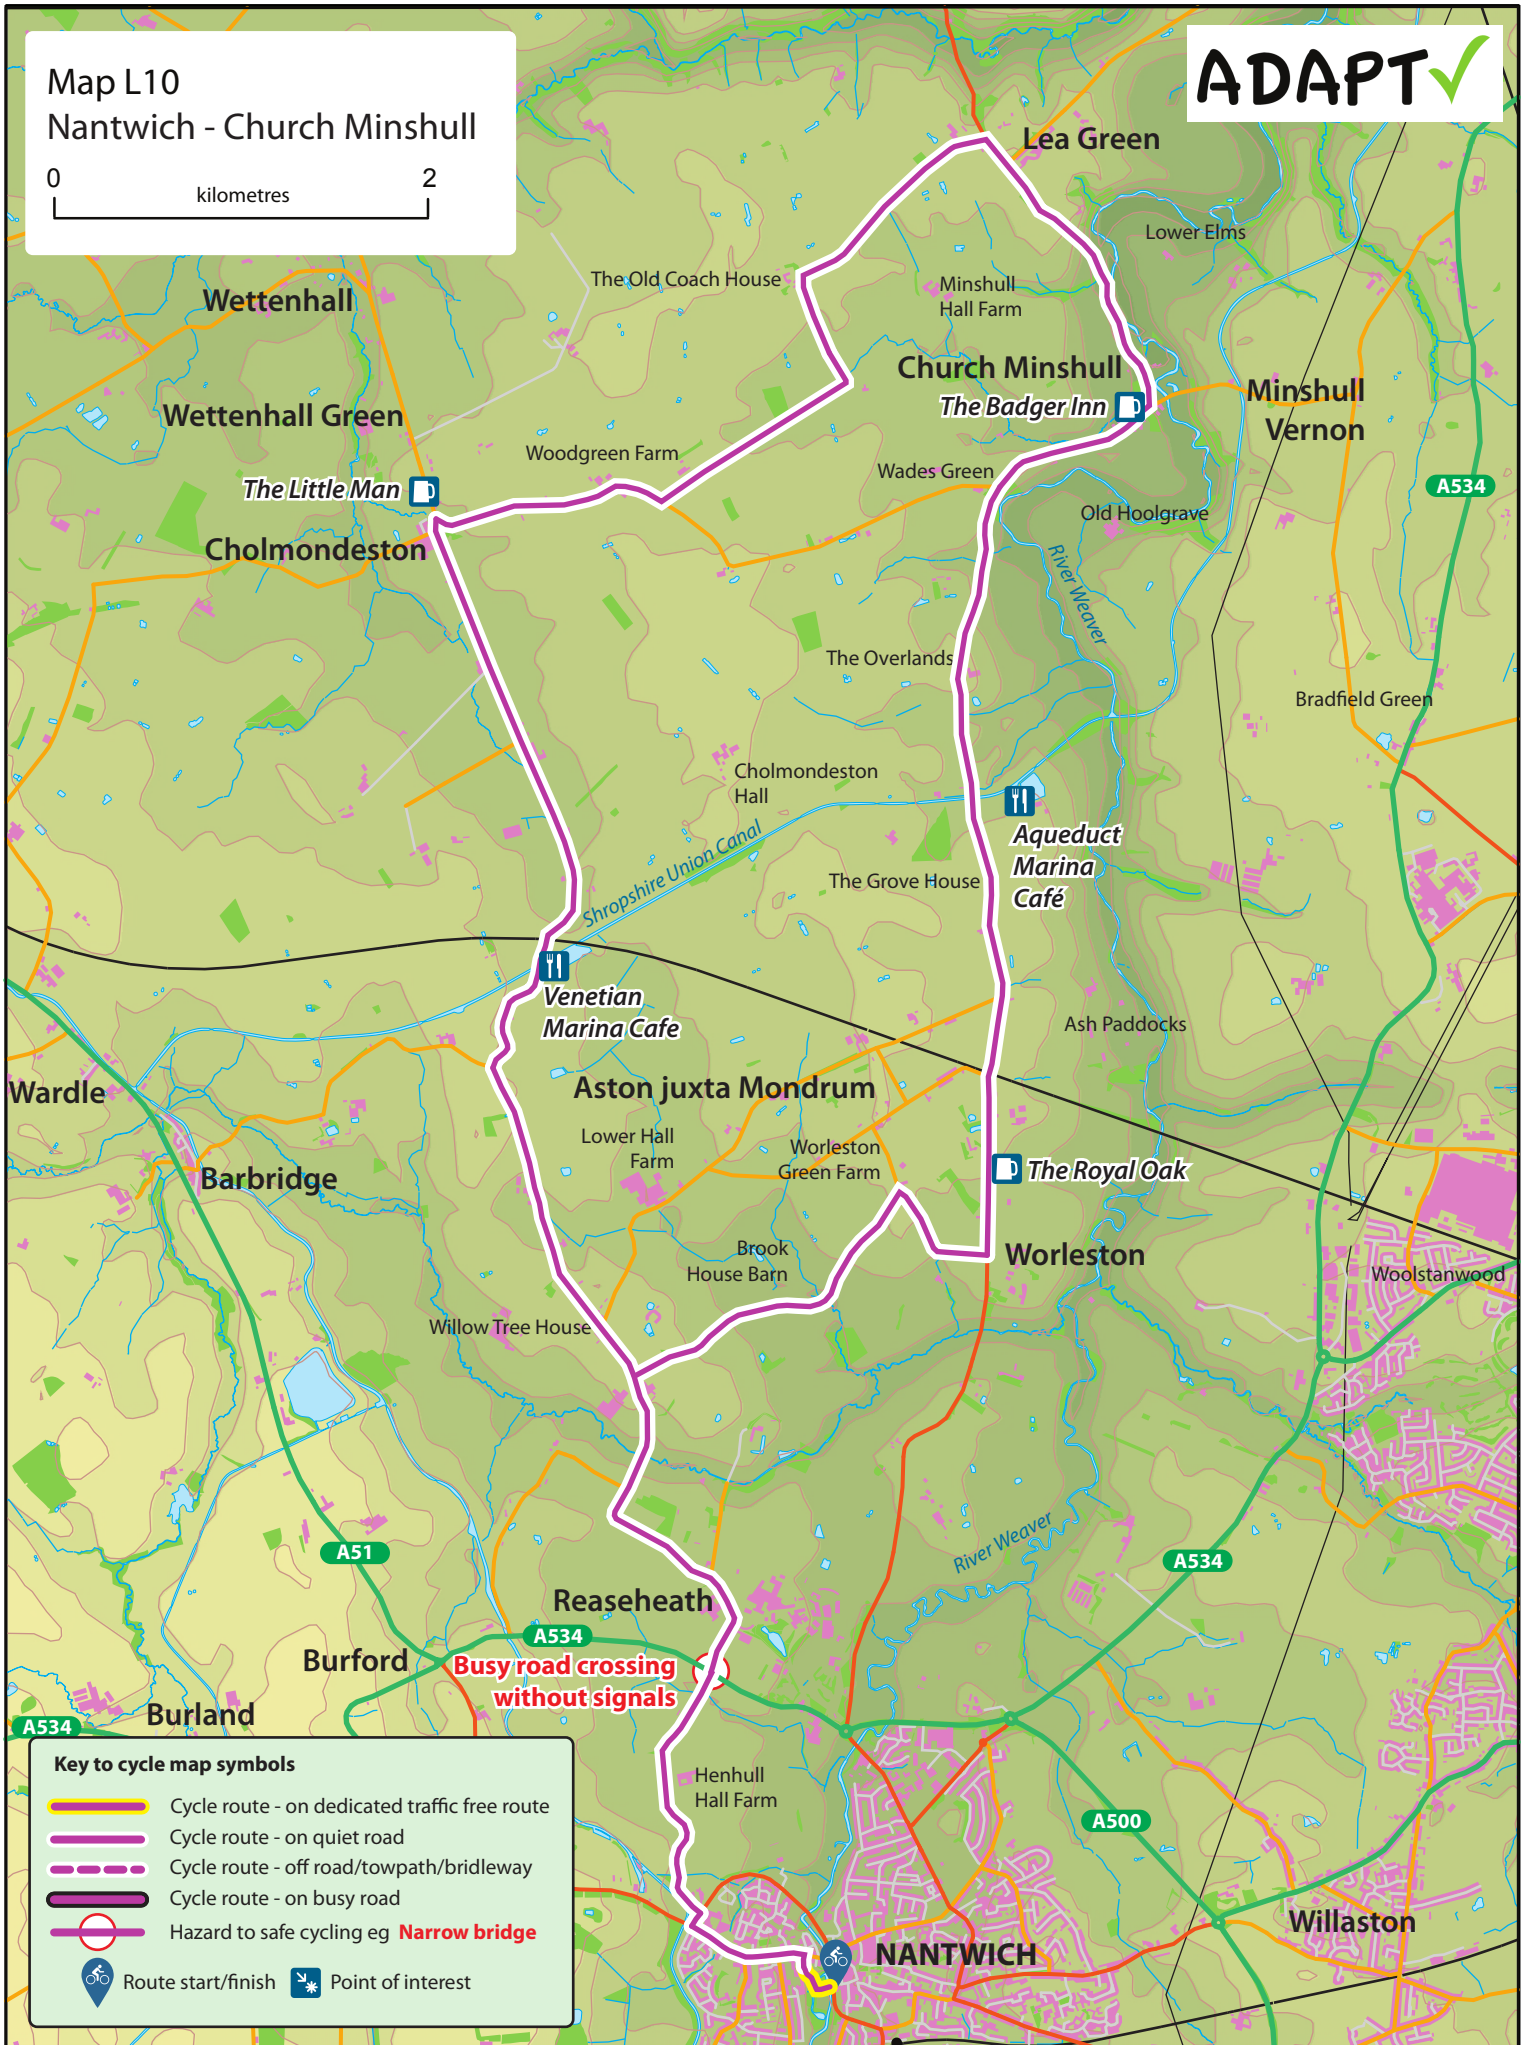 Map L10
Nantwich - Church Minshull
0
kilometres
2
ADAPT
Lea Green
Lower Elms
The Old Coach House
Minshull
Hall Farm
Wettenhall
Church Minshull
The Badger Inn
Minshull
Vernon
Wettenhall Green
Woodgreen Farm
Wades Green
The Little Man
A534
Old Hoolgrave
Cholmondeston
River Weaver
The Overlands
Bradfield Green
Cholmondeston
Hall
Shropshire Union Canal
Aqueduct
Marina
Café
The Grove House
Venetian
Marina Cafe
Ash Paddocks
Wardle
Aston juxta Mondrum
Lower Hall
Farm
Worleston
Green Farm
Barbridge
The Royal Oak
Brook
House Barn
Worleston
Woolstanwood
Willow Tree House
A51
River Weaver
A534
Reaseheath
A534
Burford
Busy road crossing
without signals
Burland
A534
Henhull
Hall Farm
A500
Key to cycle map symbols
Cycle route - on dedicated traffic free route
Cycle route - on quiet road
Cycle route - off road/towpath/bridleway
Cycle route - on busy road
Hazard to safe cycling eg Narrow bridge
Route start/finish
Point of interest
Willaston
NANTWICH